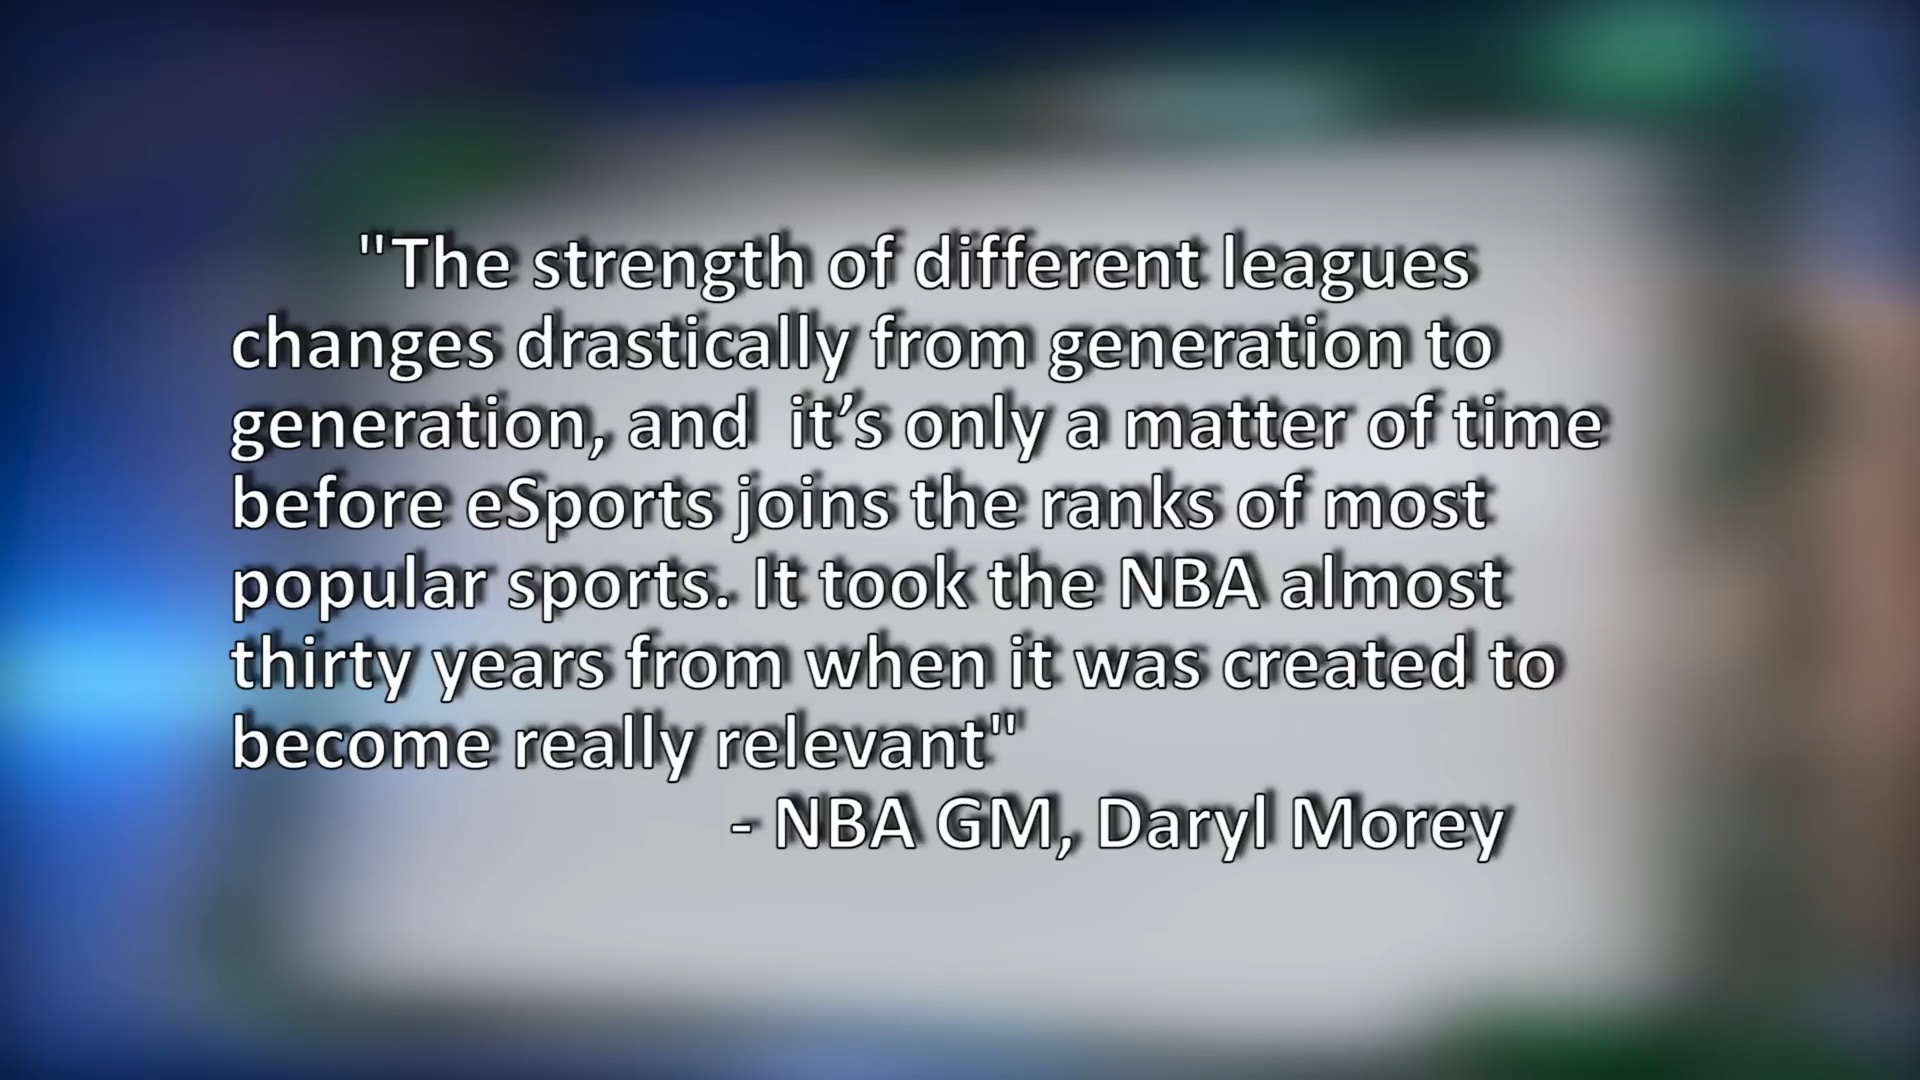 "The strength of different leagues
changes drastically from generation to
generation, and  it’s only a matter of time
before eSports joins the ranks of most
popular sports. It took the NBA almost
thirty years from when it was created to
become really relevant"
- NBA GM, Daryl Morey